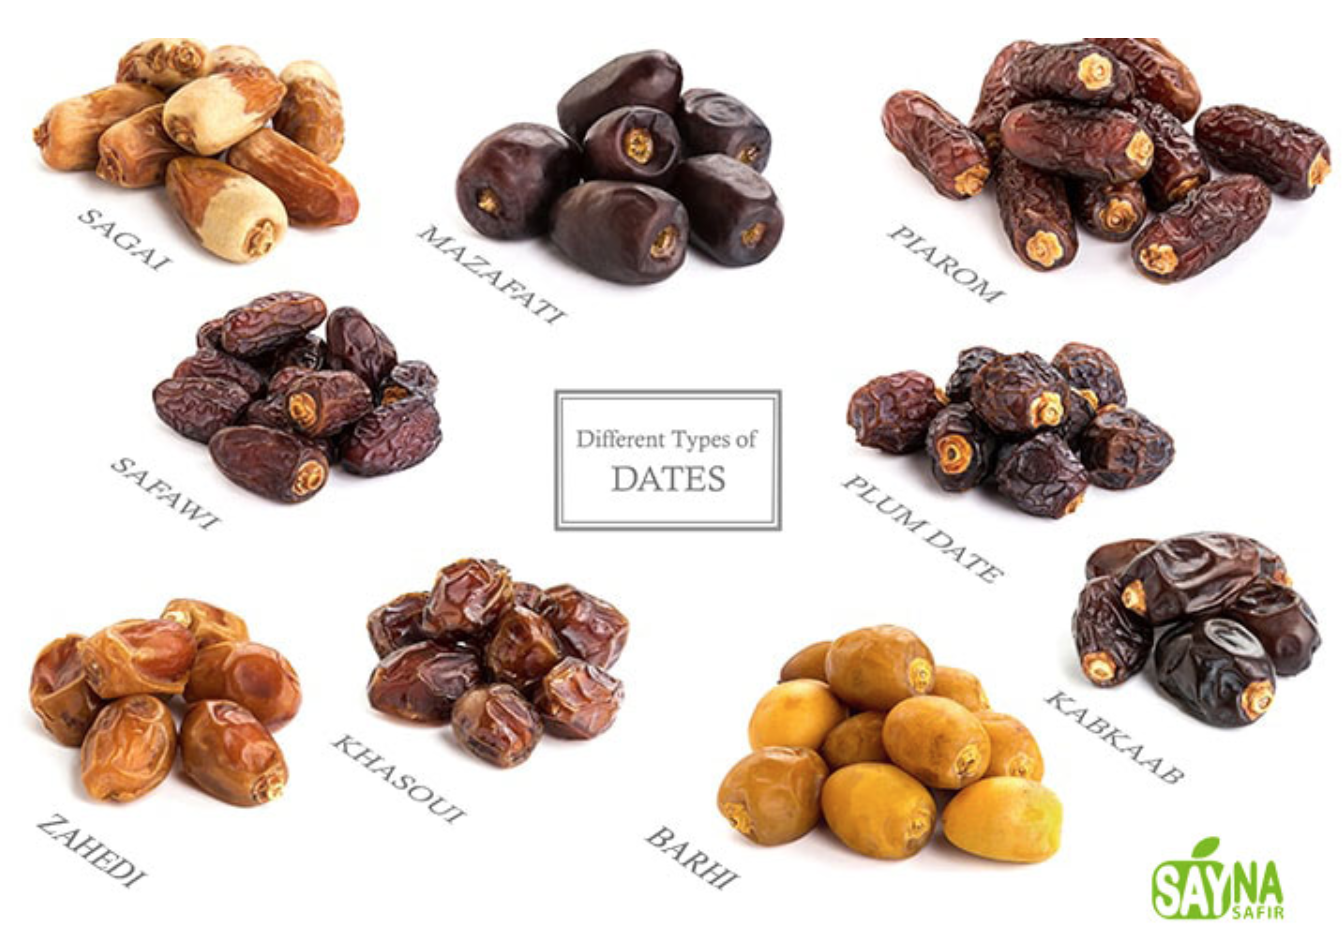 SAGAI
MAZAFATI
PIAROM
SAFAWI
Different Types of
DATES
PLUM DATE
ZAHEDI
KHASOUI
BARHI
KABKAAB
SAYNA
SAFIR